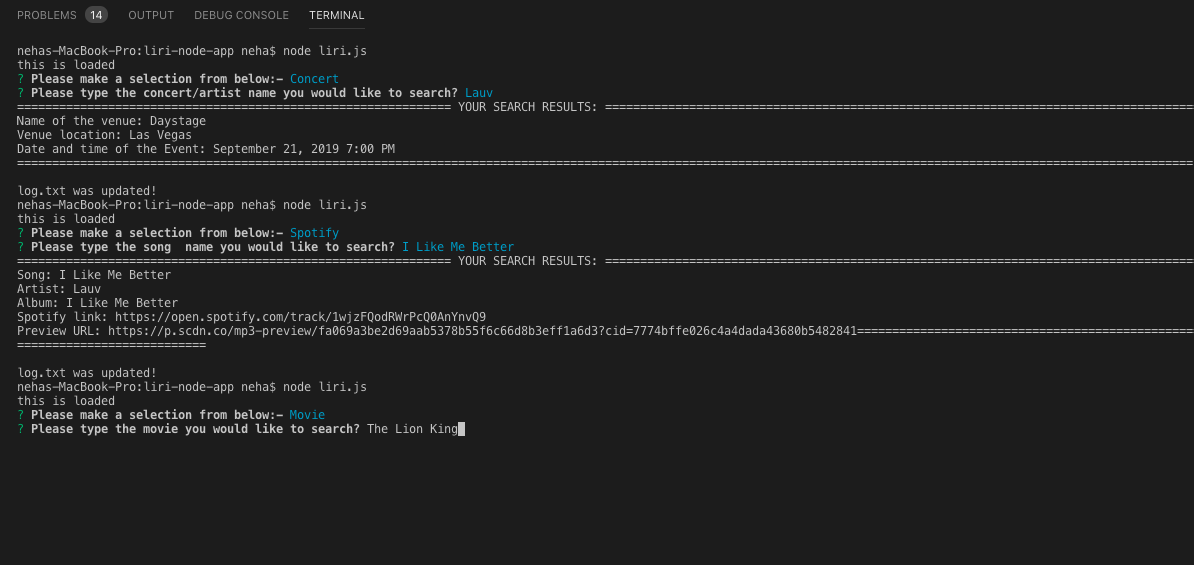 PROBLEMS 14 OUTPUT DEBUG CONSOLE TERMINAL
nehas-MacBook-Pro:liri-node-app neha$ node liri.js
this is loaded
? Please make a selection from below:- Concert
? Please type the concert/artist name you would like to search? Lauv
============================================================== YOUR SEARCH RESULTS: ====================================================================================
Name of the venue: Daystage
Venue location: Las Vegas
Date and time of the Event: September 21, 2019 7:00 PM
========================================================================================================================================================================
log.txt was updated!
nehas-MacBook-Pro:liri-node-app neha$ node liri.js
this is loaded
? Please make a selection from below:- Spotify
? Please type the song  name you would like to search? I Like Me Better
============================================================== YOUR SEARCH RESULTS: ====================================================================================
Song: I Like Me Better
Artist: Lauv
Album: I Like Me Better
Spotify link: https://open.spotify.com/track/1wjzFQodRWrPcQ0AnYnvQ9
Preview URL: https://p.scdn.co/mp3-preview/fa069a3be2d69aab5378b55f6c66d8b3eff1a6d3?cid=7774bffe026c4a4dada43680b5482841================================================
===========================
log.txt was updated!
nehas-MacBook-Pro:liri-node-app neha$ node liri.js
this is loaded
? Please make a selection from below:- Movie
? Please type the movie you would like to search? The Lion King